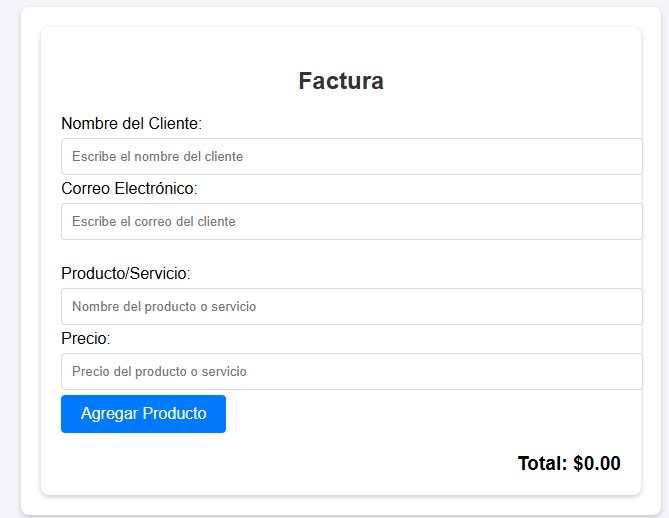 Factura
Nombre del Cliente:
Escribe el nombre del cliente
Correo Electrónico:
Escribe el correo del cliente
Producto/Servicio:
Nombre del producto o servicio
Precio:
Precio del producto o servicio
Agregar Producto
Total: $0.00